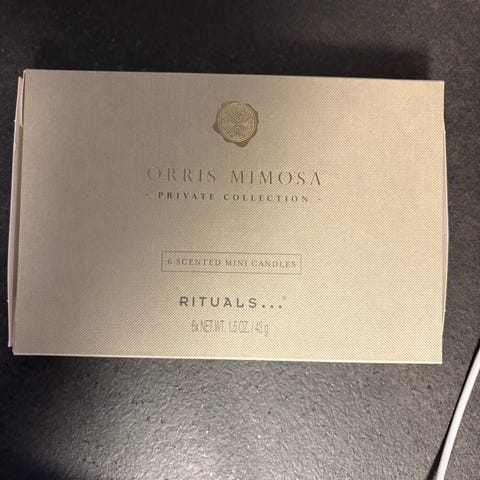 ORRIS MIMOSA
- PRIVATE COLLECTION -
6 SCENTED MINI CANDLES
RITUALS...®
6x NET.WT. 1.5 OZ. / 43 g